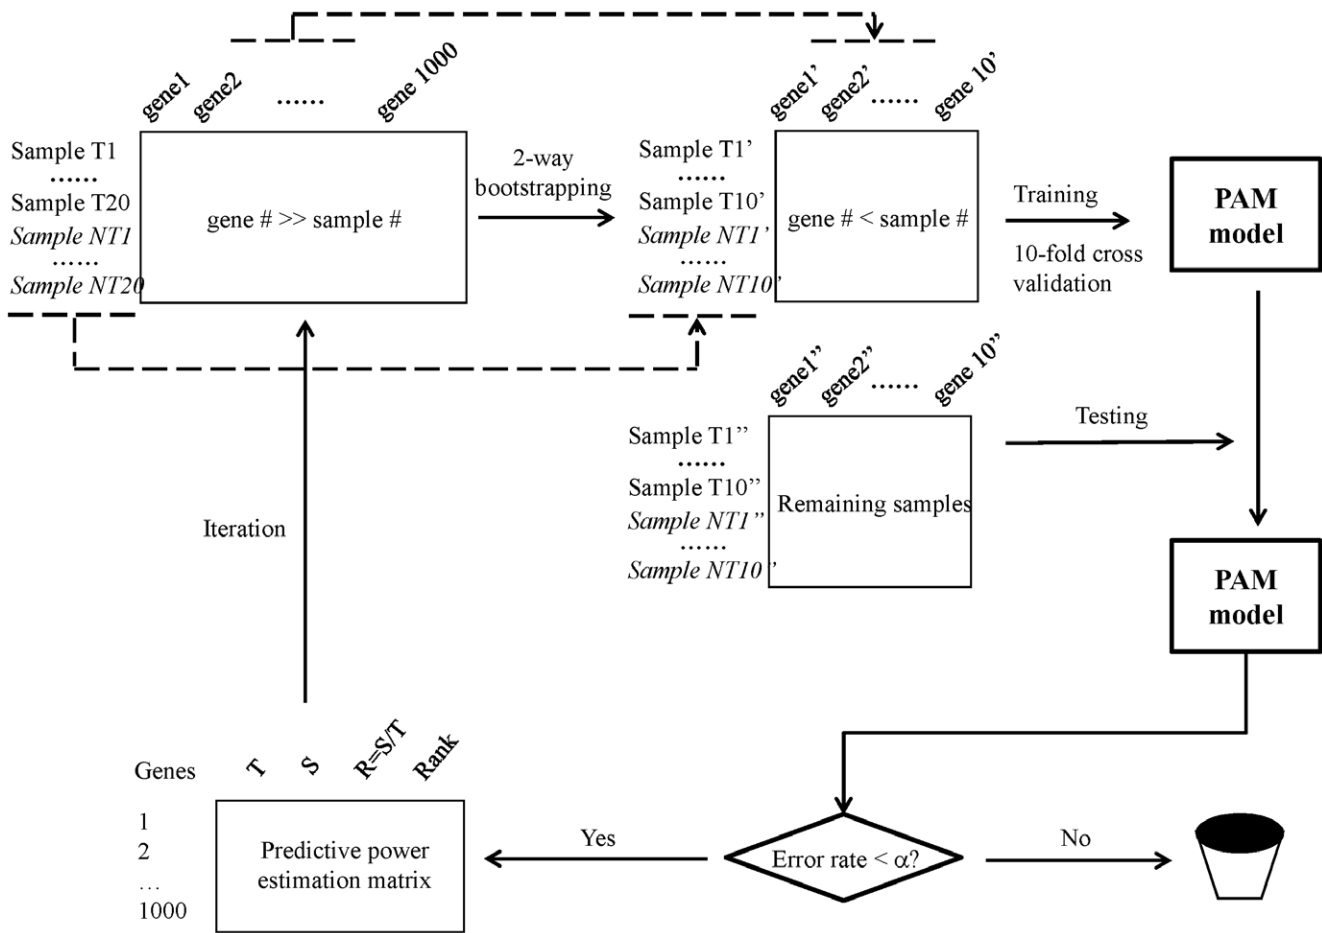 gene1
gene2
......
gene 1000
Sample T1
......
Sample T20
Sample NT1
......
Sample NT20
gene # >> sample #
2-way
bootstrapping
gene1’
gene2’
......
gene 10’
Sample T1’
......
Sample T10’
Sample NT1’
......
Sample NT10’
gene # < sample #
Training
10-fold cross
validation
PAM
model
gene1”
gene2”
......
gene 10”
Sample T1”
......
Sample T10”
Sample NT1”
......
Sample NT10”
Remaining samples
Testing
PAM
model
Iteration
Genes
T
S
R=S/T
Rank
1
2
...
1000
Predictive power
estimation matrix
Yes
Error rate < α?
No